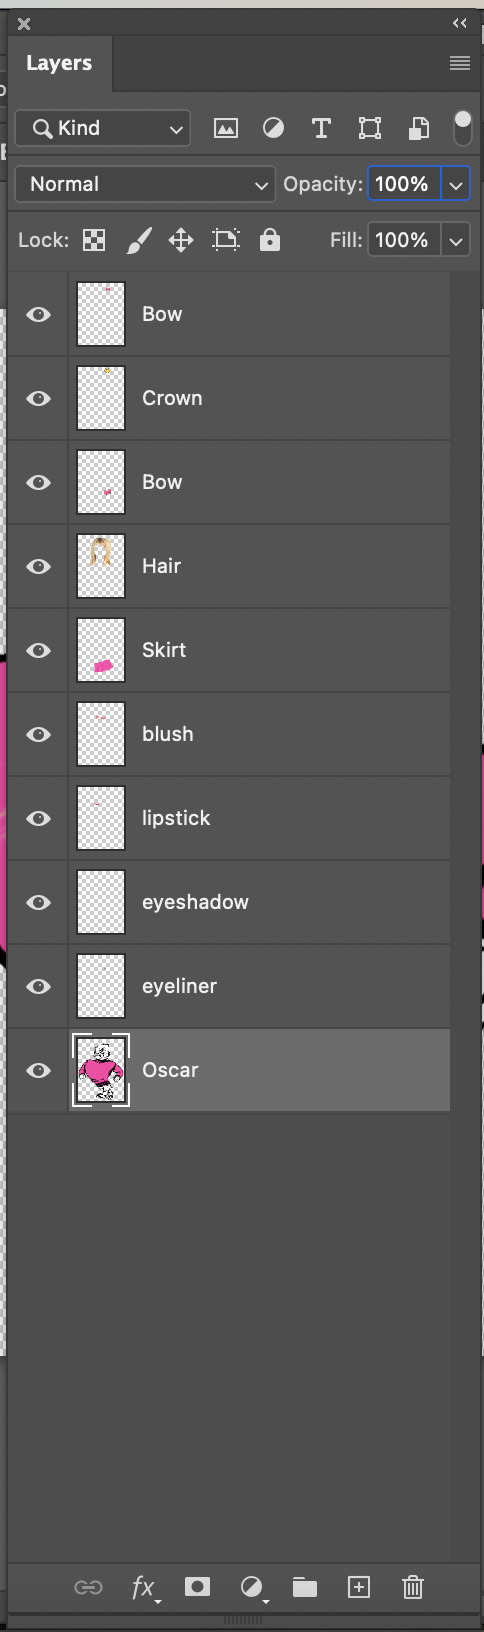 Layers
Kind
Normal Opacity: 100%
Lock: Fill: 100%
Bow
Crown
Bow
Hair
Skirt
blush
lipstick
eyeshadow
eyeliner
Oscar
fx